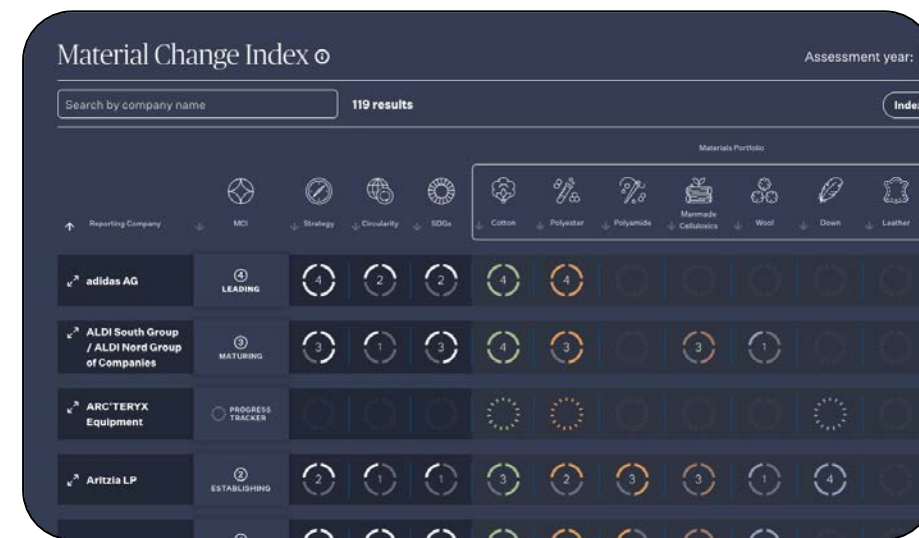 Material Change Index
Assessment year:
Search by company name
119 results
Materials Portfolio
Reporting Company
MCI
Strategy
Circularity
SDGs
Cotton
Polyester
Polyamide
Manmade
Cellulosics
Wool
Down
Leather
adidas AG
4
LEADING
4
2
2
4
4
ALDI South Group
/ ALDI Nord Group
of Companies
3
MATURING
3
1
3
4
3
3
1
ARC'TERYX
Equipment
PROGRESS
TRACKER
Aritzia LP
2
ESTABLISHING
2
1
1
3
2
3
3
1
4